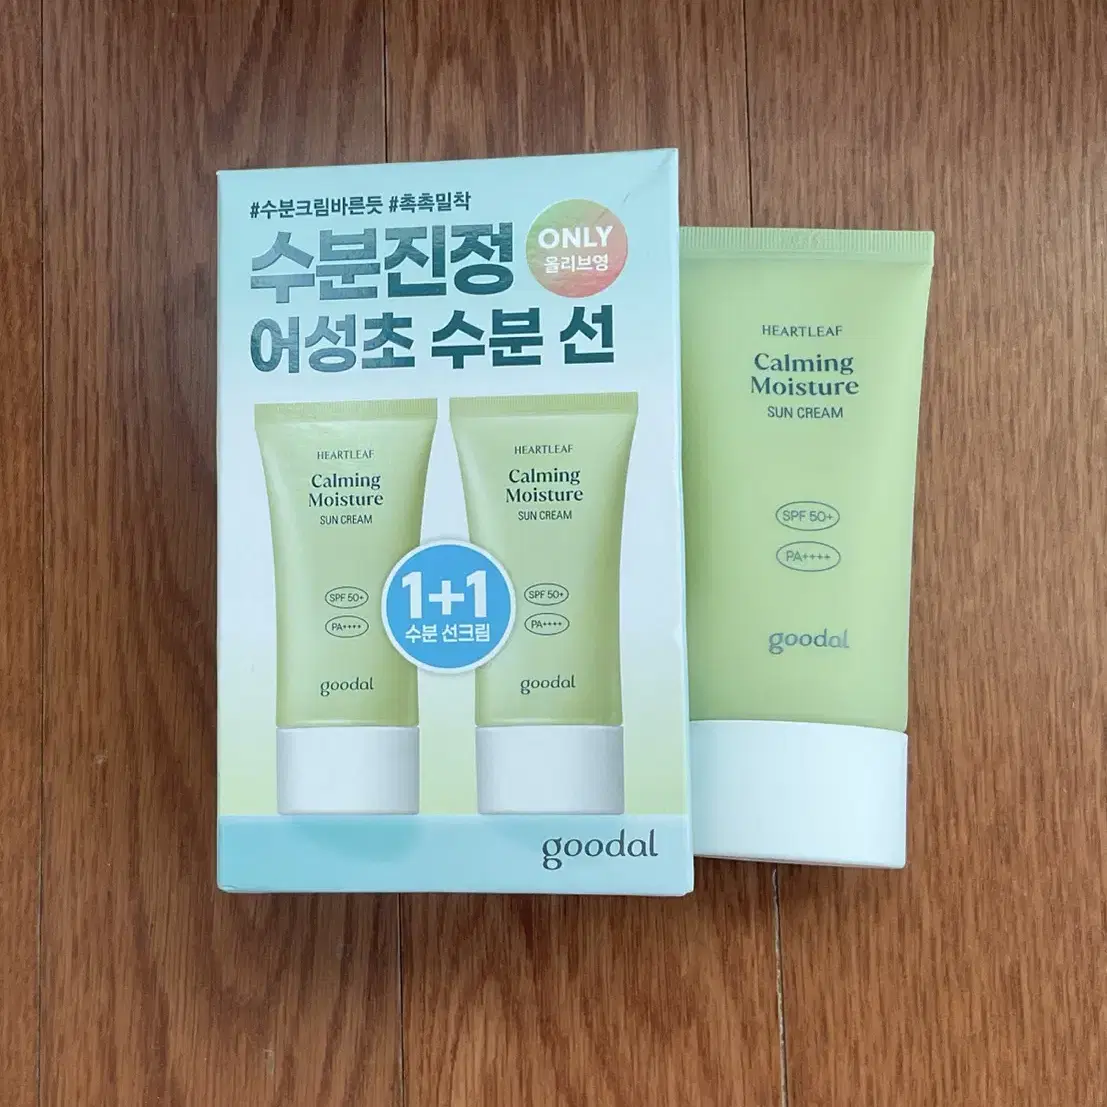 #수분크림바른듯 #촉촉밀착
수분진정
ONLY
올리브영
어성초 수분 선
HEARTLEAF
Calming
Moisture
SUN CREAM
SPF 50+
PA++++
goodal
HEARTLEAF
Calming
Moisture
SUN CREAM
SPF 50+
PA++++
goodal
1+1
수분 선크림
goodal
HEARTLEAF
Calming
Moisture
SUN CREAM
SPF 50+
PA++++
goodal